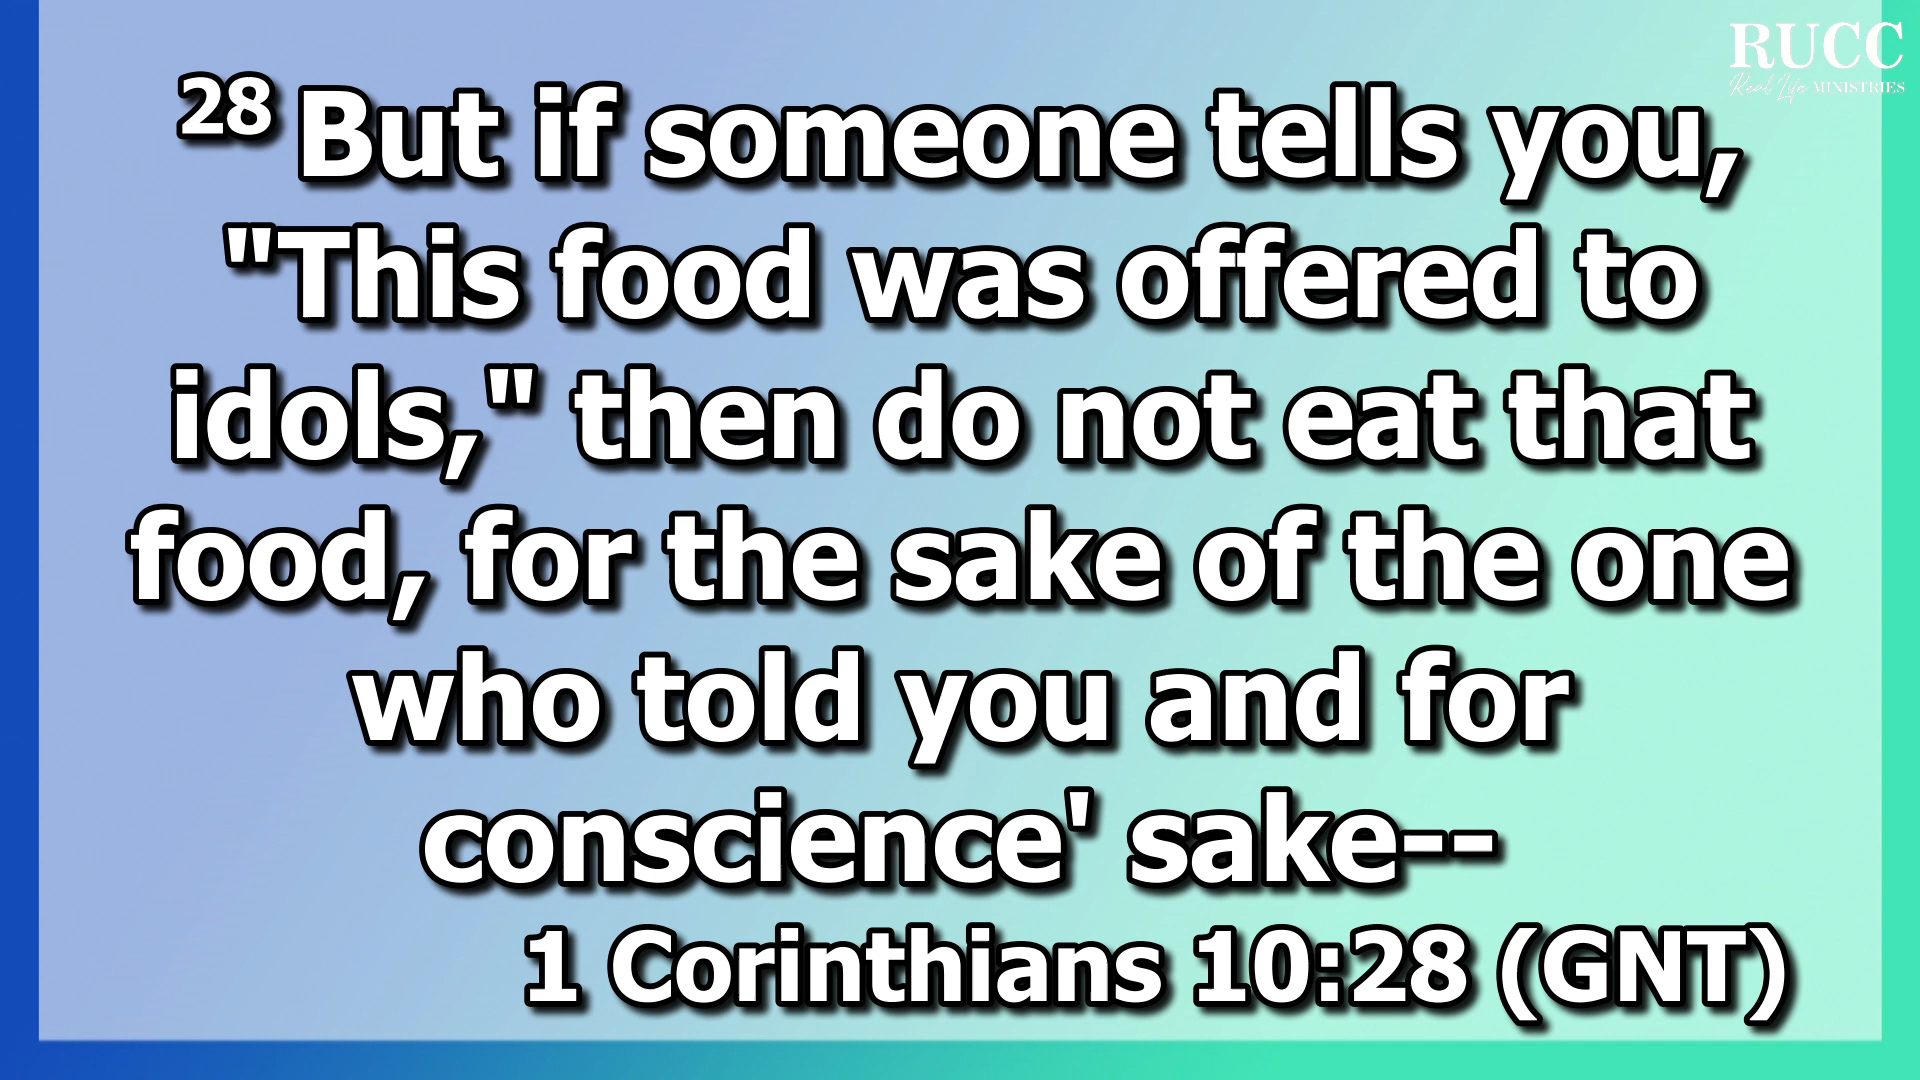 RUCC
Real Life MINISTRIES
28 But if someone tells you,
"This food was offered to
idols," then do not eat that
food, for the sake of the one
who told you and for
conscience' sake--
1 Corinthians 10:28 (GNT)